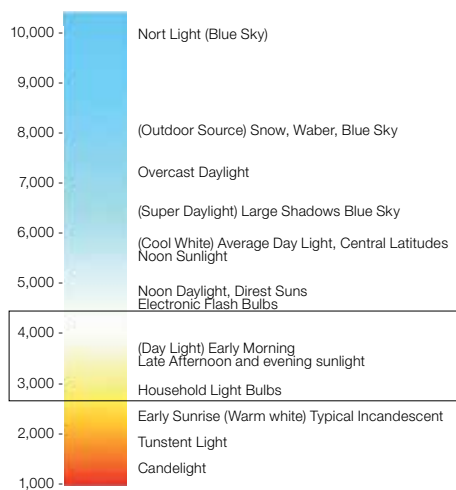 10,000 - Nort Light (Blue Sky)
9,000 -
8,000 - (Outdoor Source) Snow, Waber, Blue Sky
7,000 - Overcast Daylight
(Super Daylight) Large Shadows Blue Sky
6,000 - (Cool White) Average Day Light, Central Latitudes
Noon Sunlight
5,000 - Noon Daylight, Direst Suns
Electronic Flash Bulbs
4,000 -
(Day Light) Early Morning
Late Afternoon and evening sunlight
3,000 - Household Light Bulbs
Early Sunrise (Warm white) Typical Incandescent
2,000 -
Tunstent Light
Candelight
1,000 -